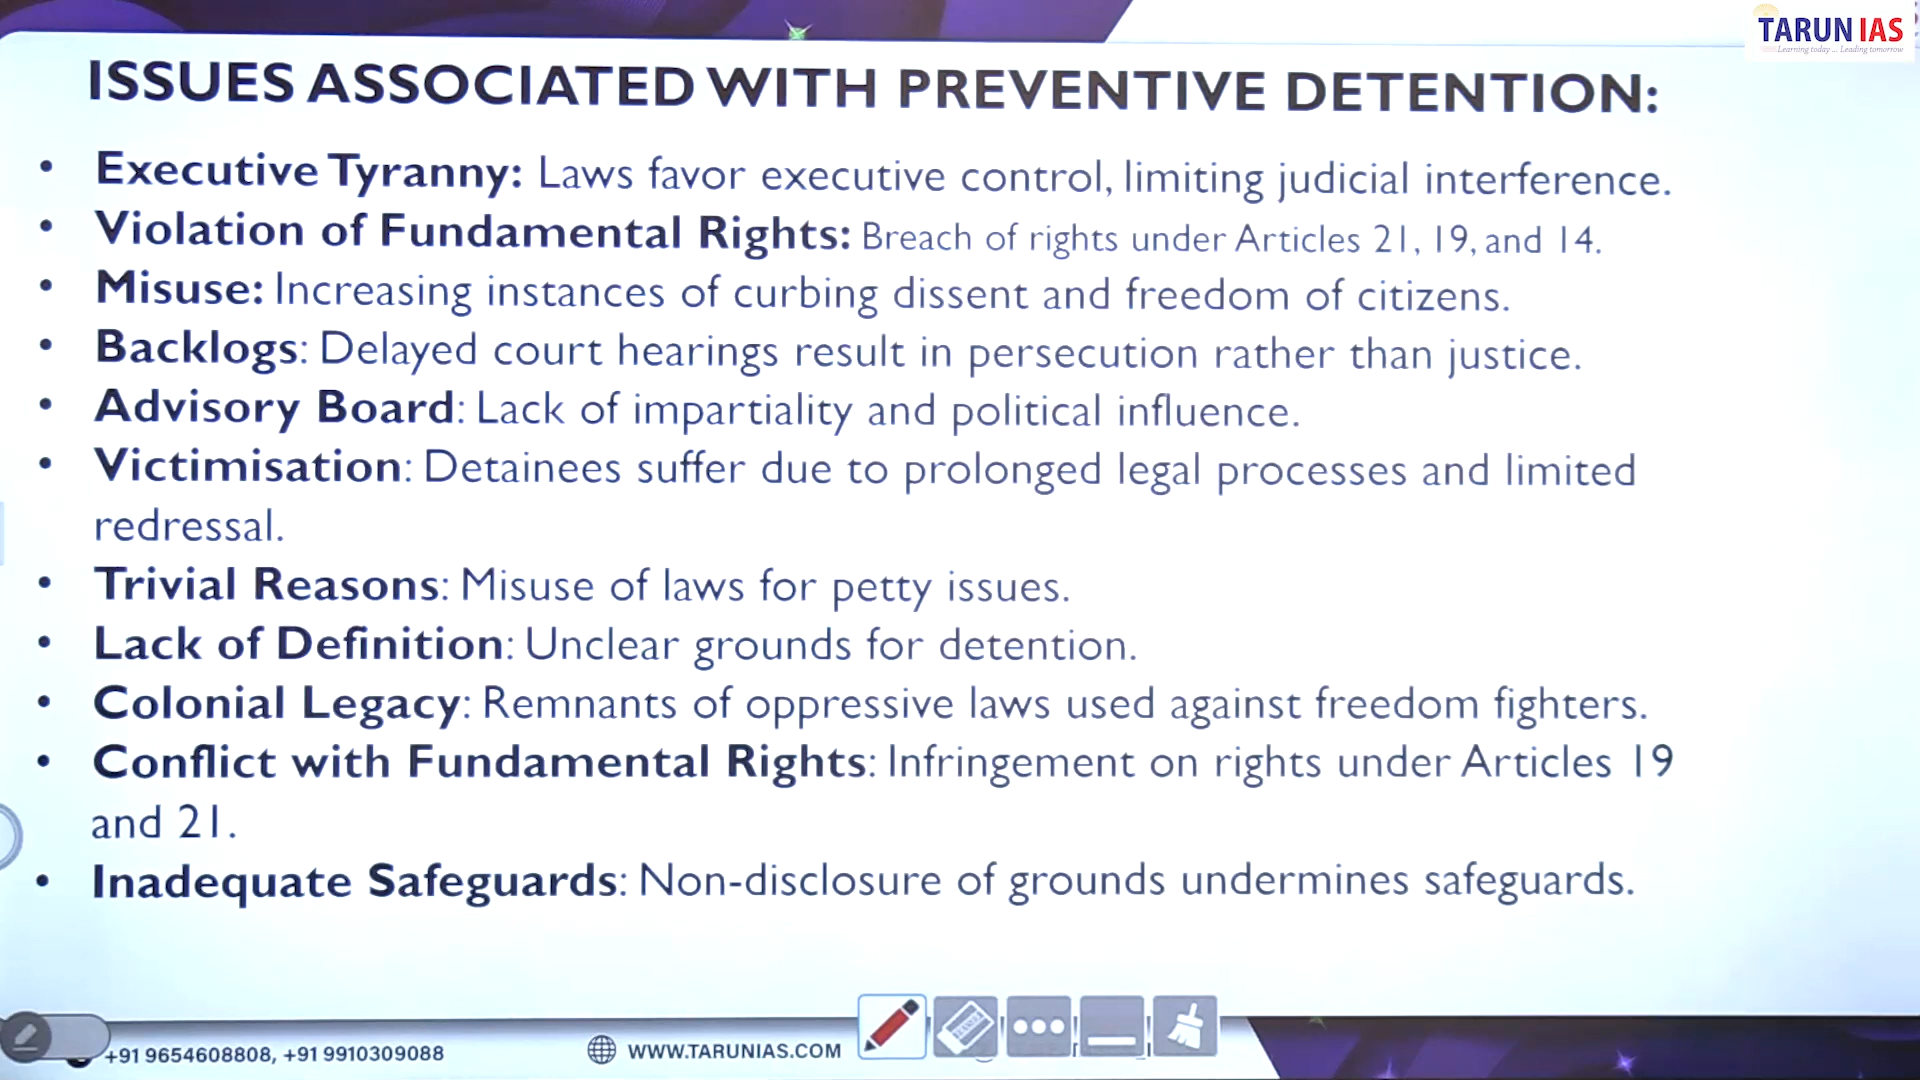 TARUN IAS
Learning today ... Leading tomorrow
ISSUES ASSOCIATED WITH PREVENTIVE DETENTION:
• Executive Tyranny: Laws favor executive control, limiting judicial interference.
• Violation of Fundamental Rights: Breach of rights under Articles 21, 19, and 14.
• Misuse: Increasing instances of curbing dissent and freedom of citizens.
• Backlogs: Delayed court hearings result in persecution rather than justice.
• Advisory Board: Lack of impartiality and political influence.
• Victimisation: Detainees suffer due to prolonged legal processes and limited
redressal.
• Trivial Reasons: Misuse of laws for petty issues.
• Lack of Definition: Unclear grounds for detention.
• Colonial Legacy: Remnants of oppressive laws used against freedom fighters.
• Conflict with Fundamental Rights: Infringement on rights under Articles 19
and 21.
• Inadequate Safeguards: Non-disclosure of grounds undermines safeguards.
+91 9654608808, +91 9910309088
WWW.TARUNIAS.COM